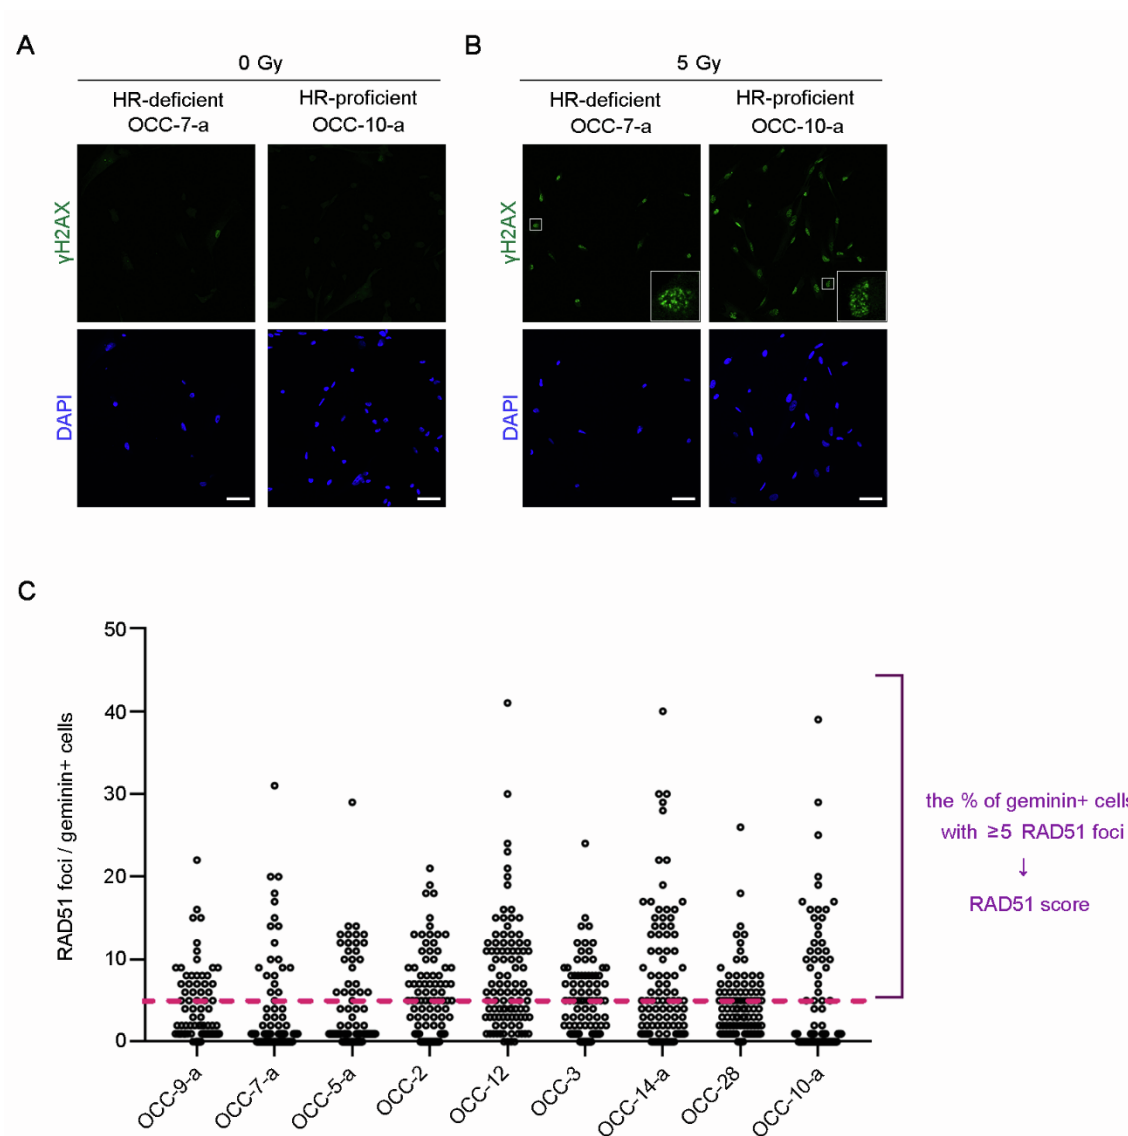 A
0 Gy
HR-deficient
OCC-7-a
HR-proficient
OCC-10-a
γH2AX
DAPI
B
5 Gy
HR-deficient
OCC-7-a
HR-proficient
OCC-10-a
γH2AX
DAPI
C
RAD51 foci / geminin+ cells
50
40
30
20
10
0
OCC-9-a
OCC-7-a
OCC-5-a
OCC-2
OCC-12
OCC-3
OCC-14-a
OCC-28
OCC-10-a
the % of geminin+ cells
with ≥5 RAD51 foci
↓
RAD51 score